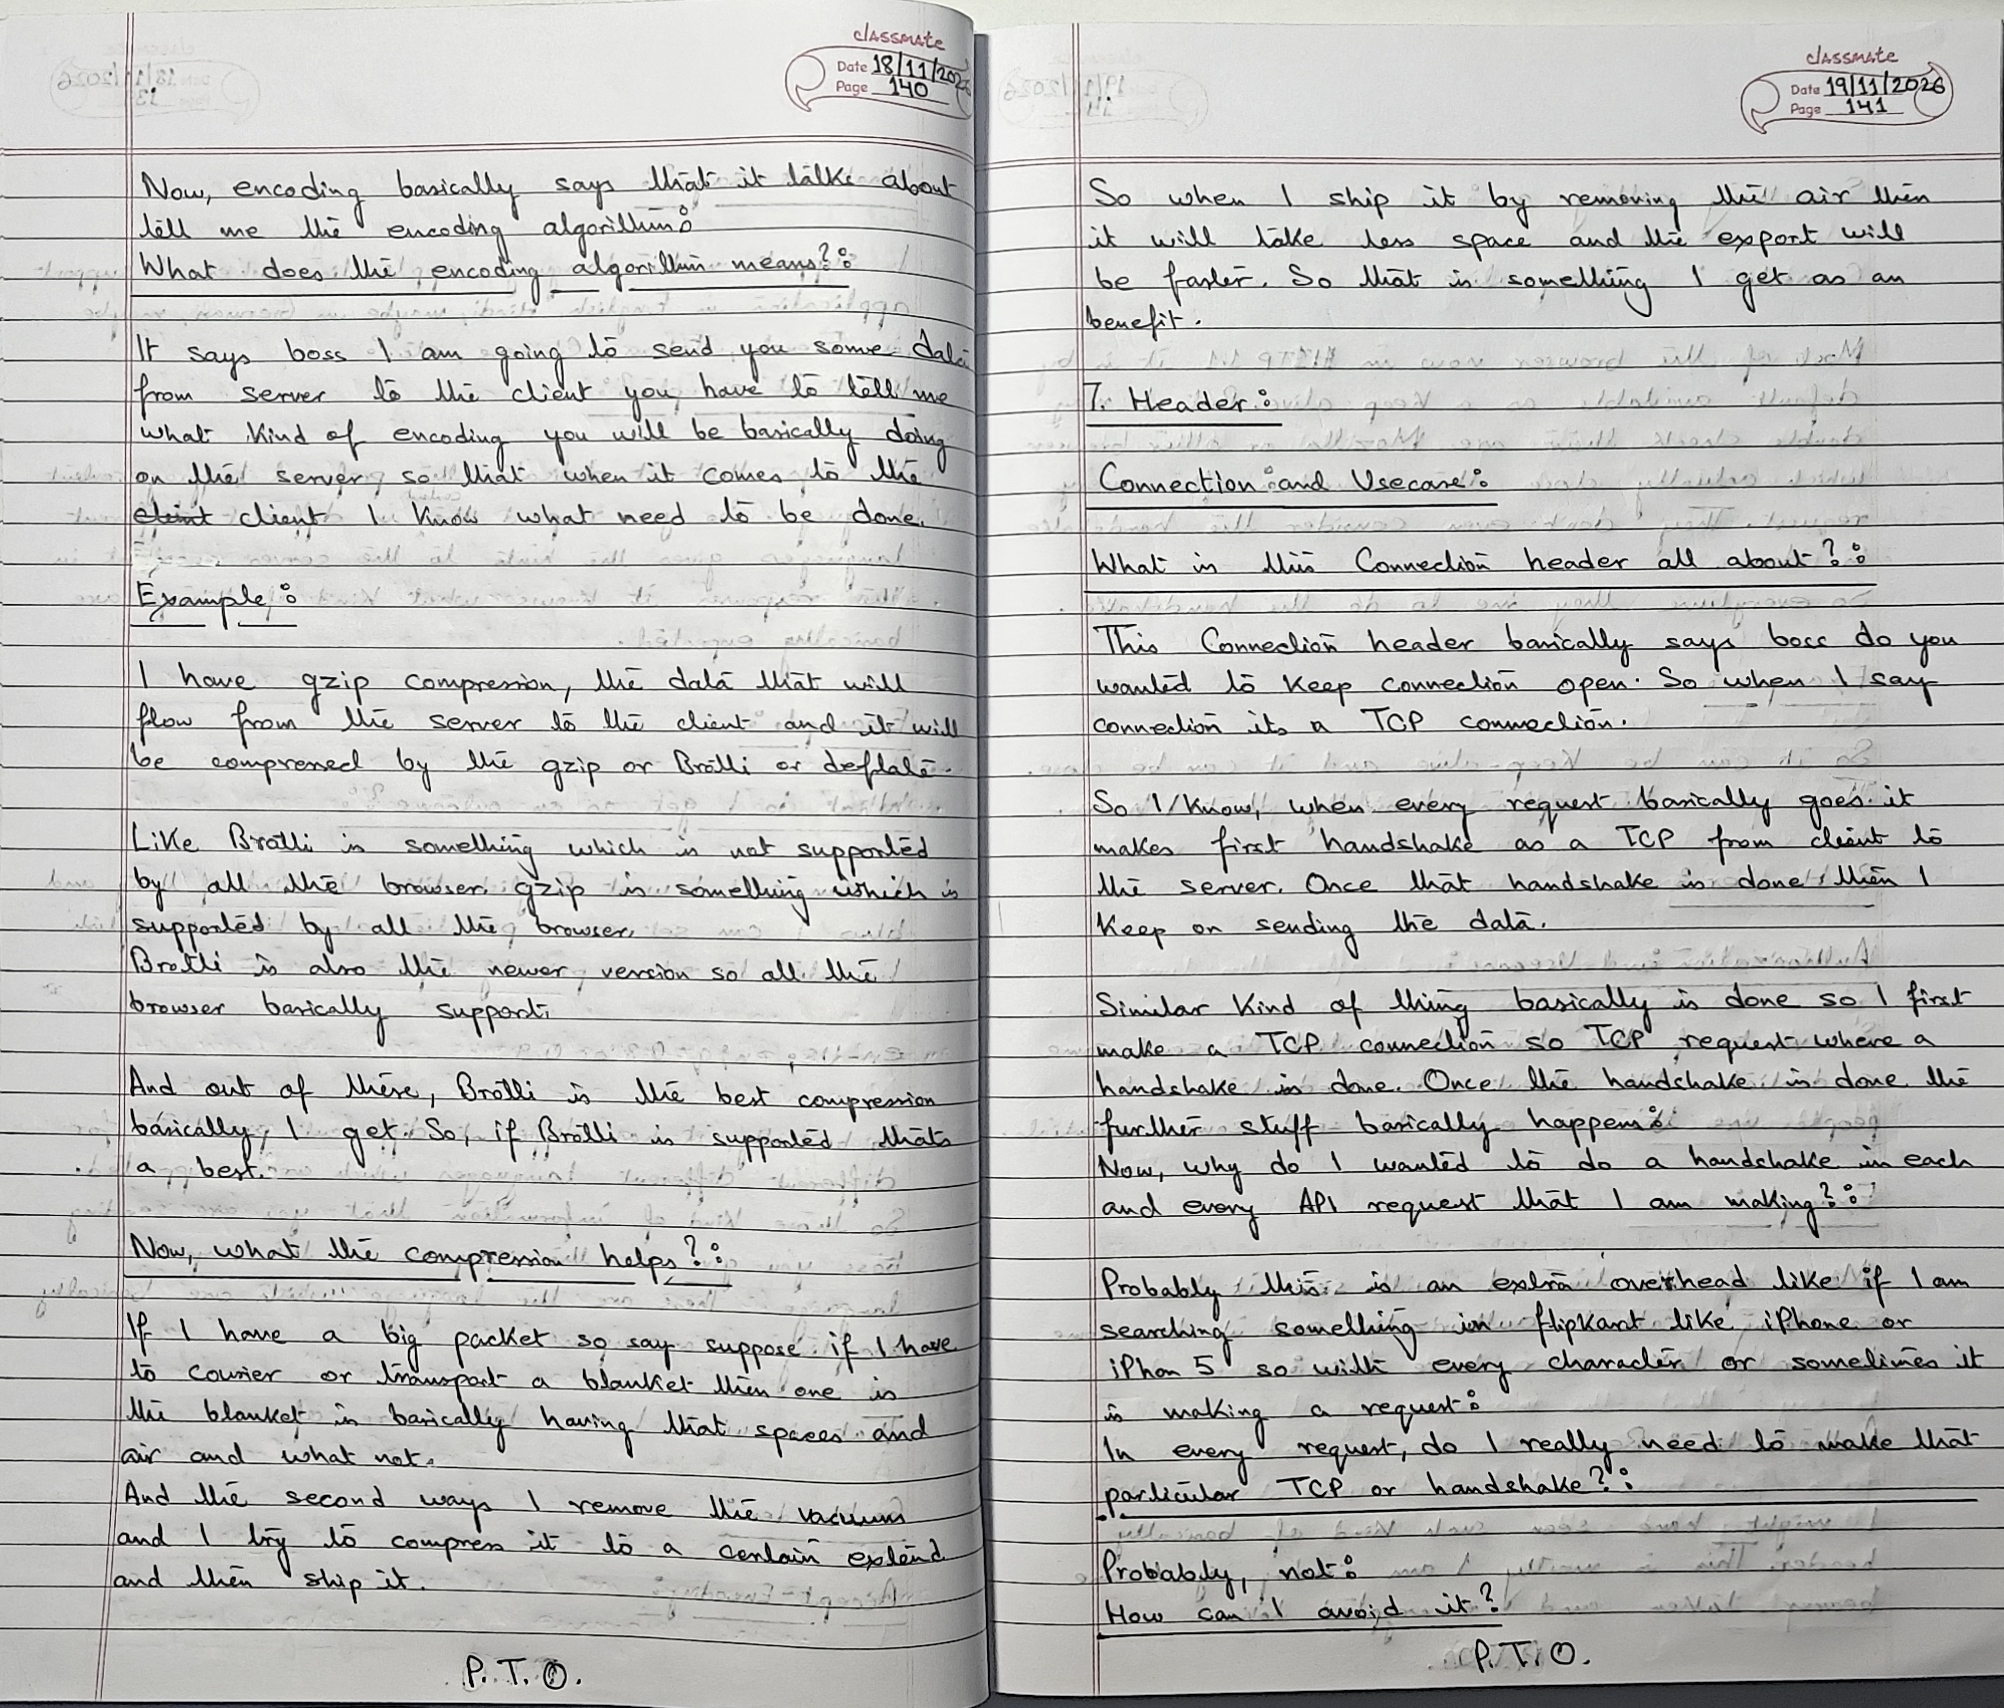 classmate
Date 18/11/2026
Page 140
Now, encoding basically says that it talks about
tell me the encoding algorithm:
What does the encoding algorithm means?:
It says boss I am going to send you some data
from server to the client you have to tell me
what kind of encoding you will be basically doing
on the server so that when it comes to the
client I know what need to be done.
Example:
I have gzip compression, the data that will
flow from the server to the client and it will
be compressed by the gzip or Brotli or deflate.
Like Brotli is something which is not supported
by all the browser. gzip is something which is
supported by all the browser.
Brotli is also the newer version so all the
browser basically support.
And out of there, Brotli is the best compression
basically I get. So, if Brotli is supported thats
a best.
Now, what the compression helps?:
If I have a big packet so say suppose if I have
to courier or transport a blanket then one is
the blanket is basically having that spaces and
air and what not.
And the second ways I remove the vacuum
and I try to compress it to a certain extend
and then ship it.
P.T.O.
classmate
Date 19/11/2026
Page 141
So when I ship it by removing the air then
it will take less space and the export will
be faster. So that is something I get as an
benefit.
7. Header:
Connection and Usecase:
What is this Connection header all about?:
This Connection header basically says boss do you
wanted to keep connection open. So when I say
connection its a TCP connection.
So I know, when every request basically goes it
makes first handshake as a TCP from client to
the server. Once that handshake is done then I
keep on sending the data.
Similar kind of thing basically is done so I first
make a TCP connection so TCP request where a
handshake is done. Once the handshake is done the
further stuff basically happens:
Now, why do I wanted to do a handshake in each
and every API request that I am making?:
Probably this is an extra overhead like if I am
searching something in flipkart like iPhone or
iPhon 5 so with every character or sometimes it
is making a request:
In every request, do I really need to make that
particular TCP or handshake?:
Probably, not:
How can I avoid it?
P.T.O.